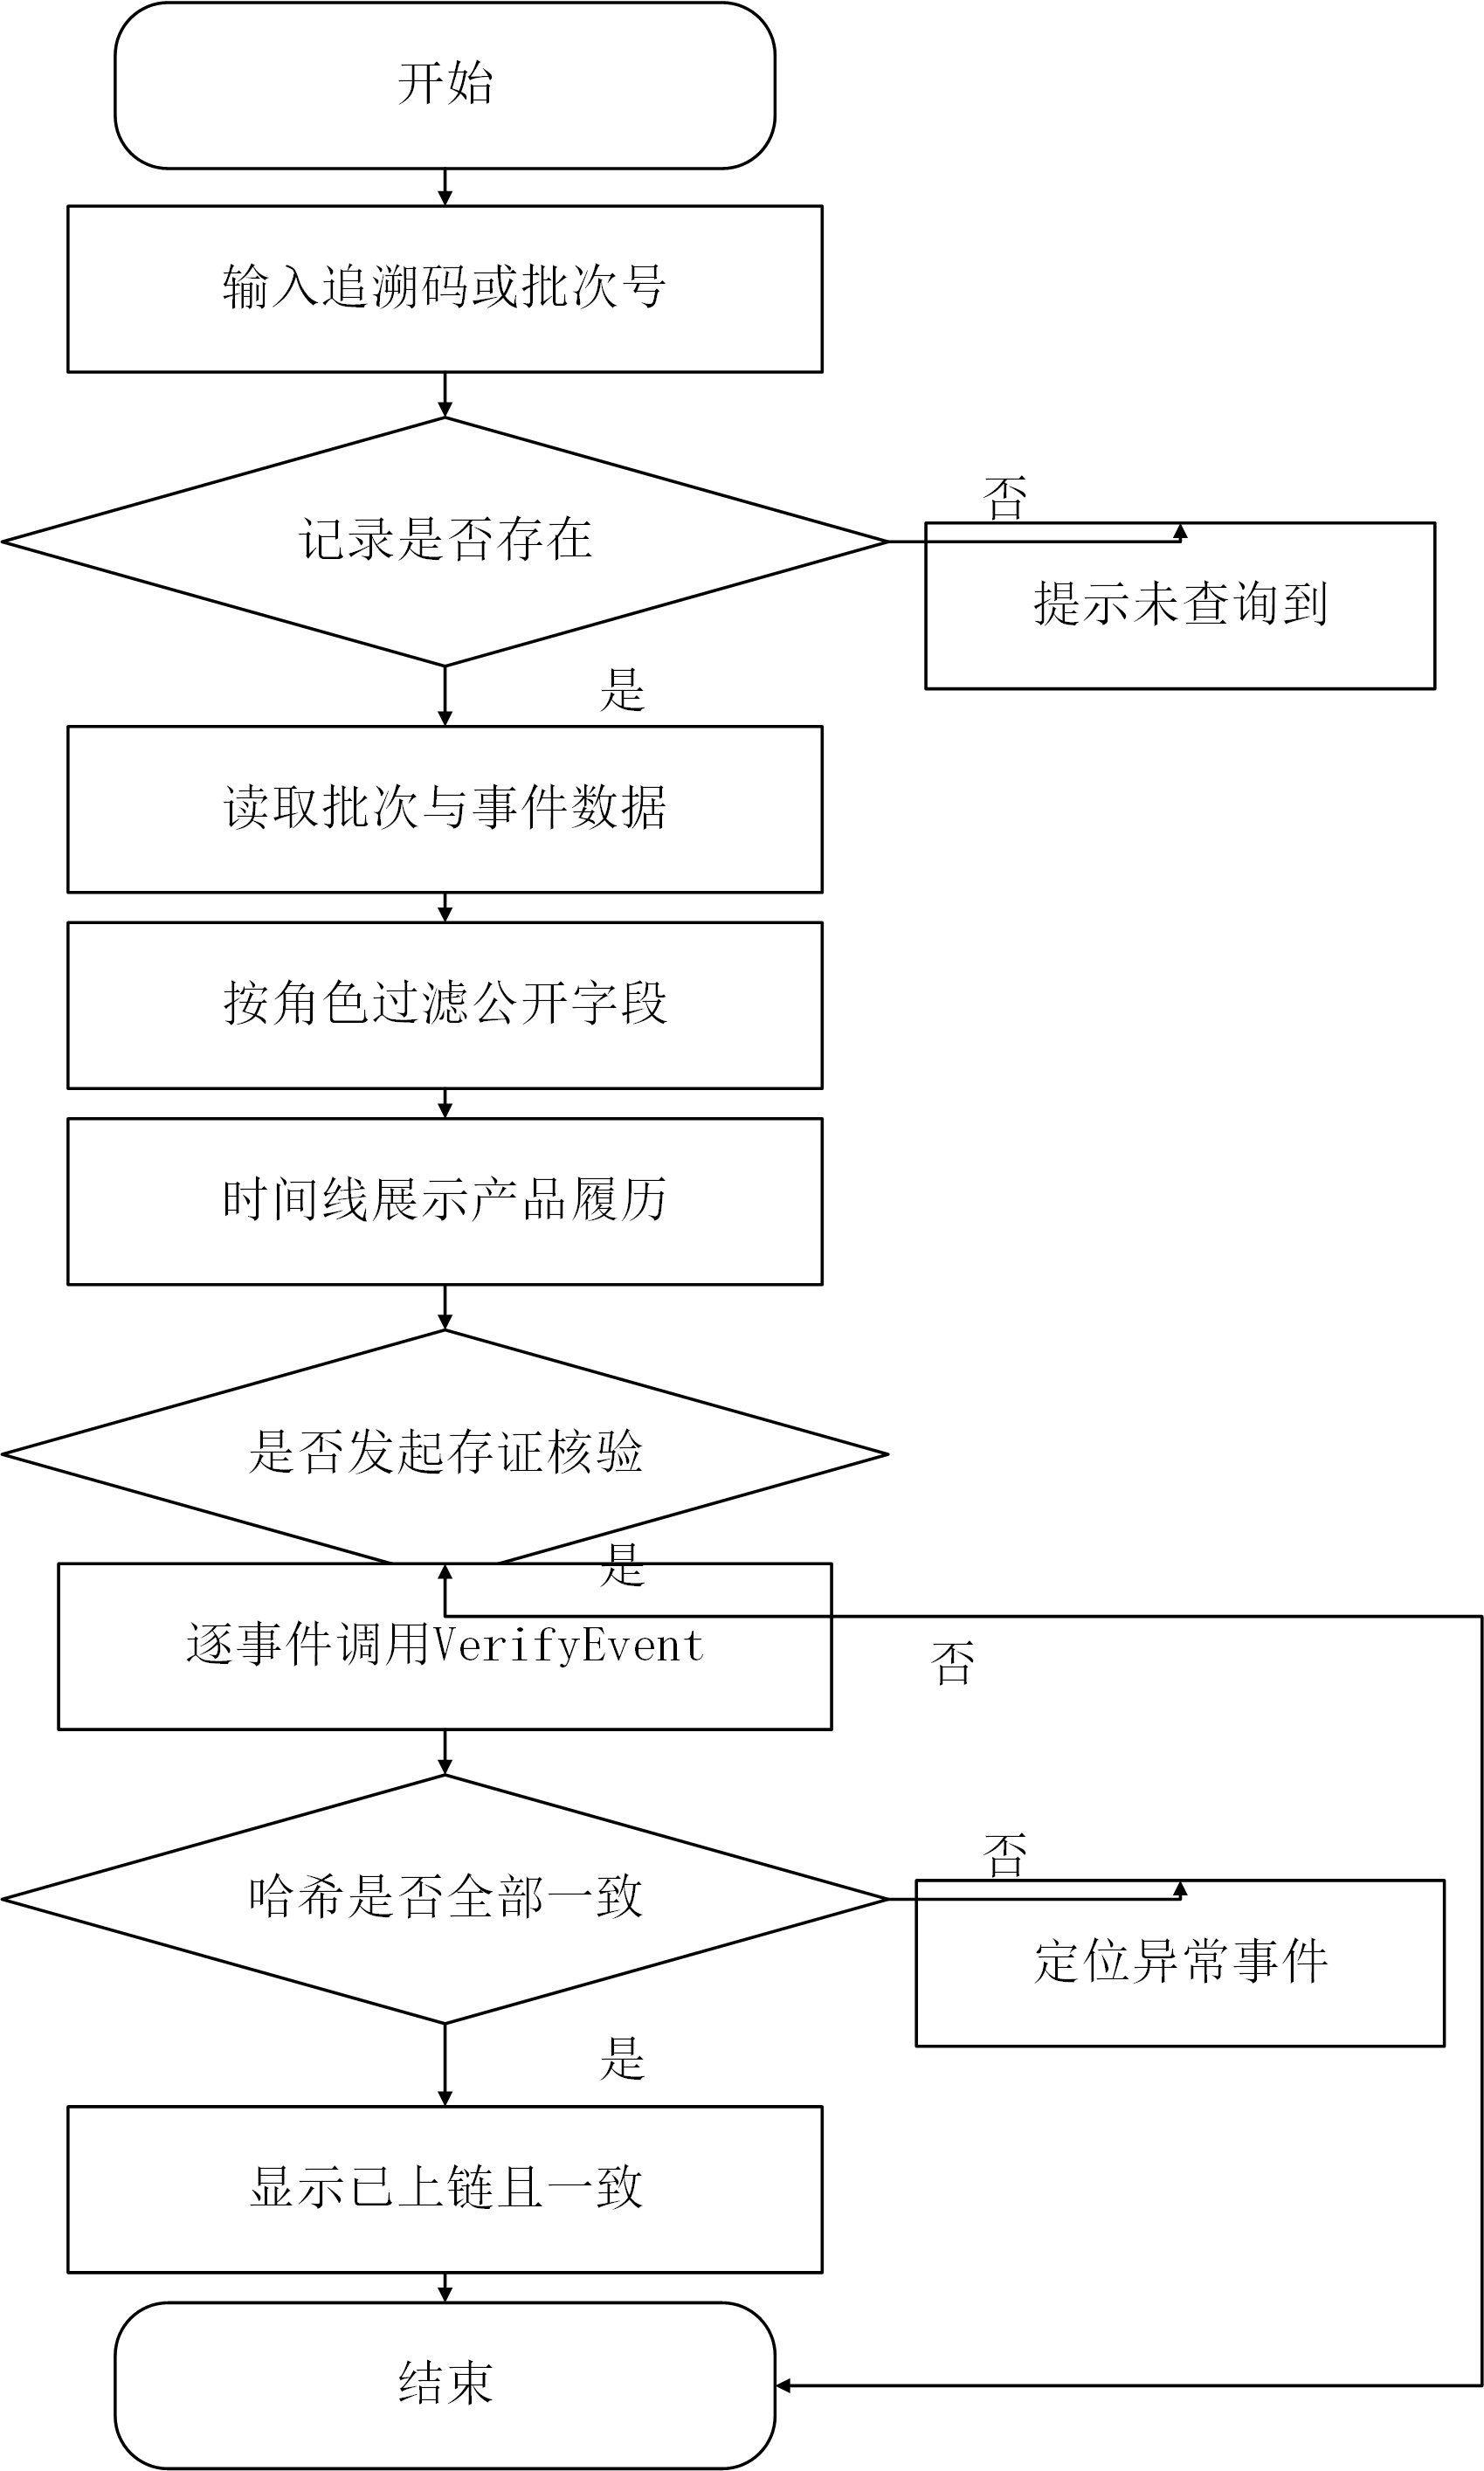 开始
输入追溯码或批次号
否
记录是否存在
提示未查询到
是
读取批次与事件数据
按角色过滤公开字段
时间线展示产品履历
是否发起存证核验
是
逐事件调用VerifyEvent
否
否
哈希是否全部一致
定位异常事件
是
显示已上链且一致
结束